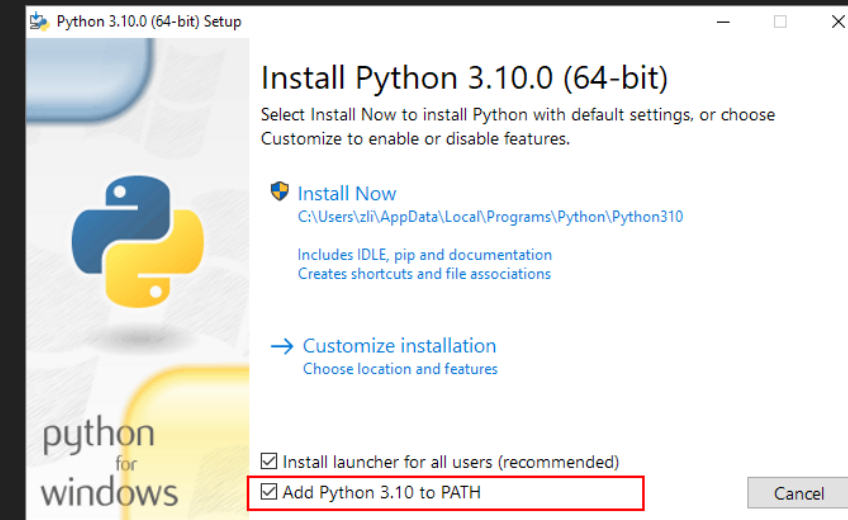 Python 3.10.0 (64-bit) Setup
Install Python 3.10.0 (64-bit)
Select Install Now to install Python with default settings, or choose
Customize to enable or disable features.
Install Now
C:\Users\zli\AppData\Local\Programs\Python\Python310
Includes IDLE, pip and documentation
Creates shortcuts and file associations
Customize installation
Choose location and features
python
for
windows
Install launcher for all users (recommended)
Add Python 3.10 to PATH
Cancel